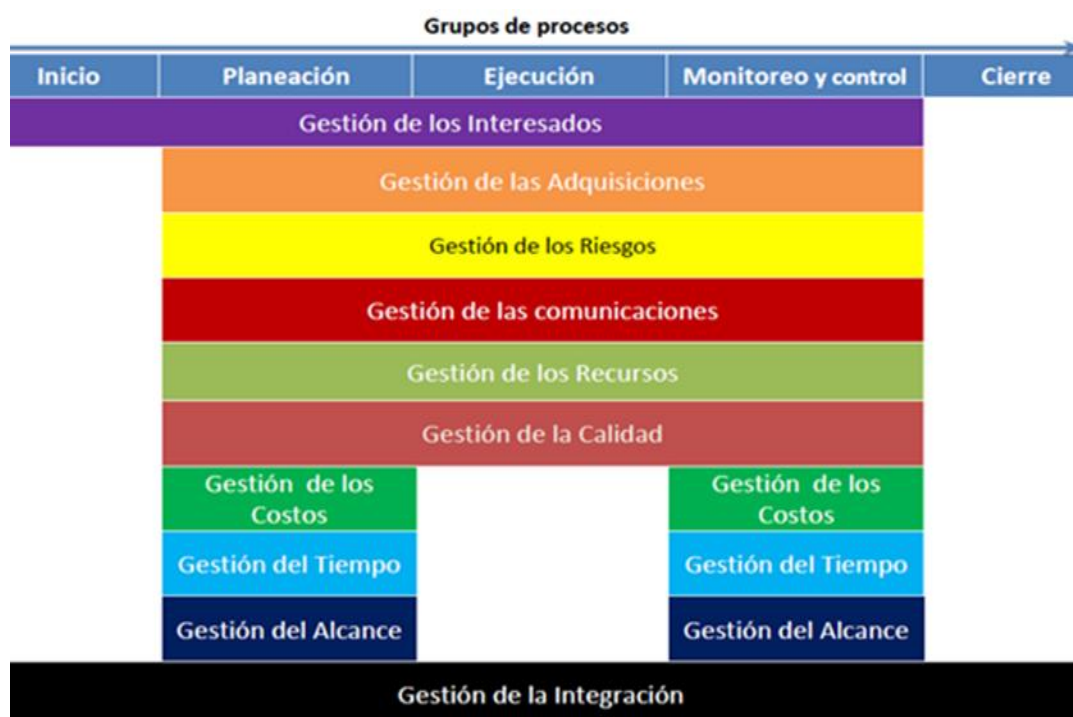 Grupos de procesos
Inicio Planeación Ejecución Monitoreo y control Cierre
Gestión de los Interesados
Gestión de las Adquisiciones
Gestión de los Riesgos
Gestión de las comunicaciones
Gestión de los Recursos
Gestión de la Calidad
Gestión de los
Costos
Gestión de los
Costos
Gestión del Tiempo Gestión del Tiempo
Gestión del Alcance Gestión del Alcance
Gestión de la Integración